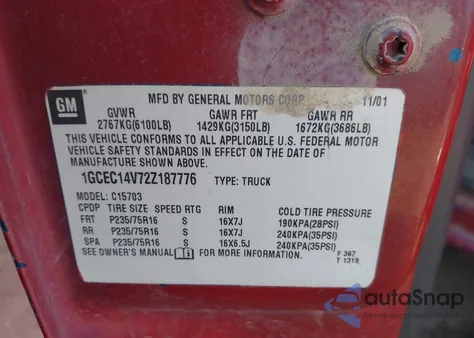 GM
MFD BY GENERAL MOTORS CORP 11/01
GVWR GAWR FRT GAWR RR
2767KG(6100LB) 1429KG(3150LB) 1672KG(3686LB)
THIS VEHICLE CONFORMS TO ALL APPLICABLE U.S. FEDERAL MOTOR
VEHICLE SAFETY STANDARDS IN EFFECT ON THE DATE OF
MANUFACTURE SHOWN ABOVE.
1GCEC14V72Z187776 TYPE: TRUCK
MODEL: C15703
CPDP TIRE SIZE SPEED RTG RIM COLD TIRE PRESSURE
FRT P235/75R16 S 16X7J 190KPA(28PSI)
RR P235/75R16 S 16X7J 240KPA(35PSI)
SPA P235/75R16 S 16X6.5J 240KPA(35PSI)
SEE OWNER'S MANUAL FOR MORE INFORMATION.
F 367
T 1319
autaSnap